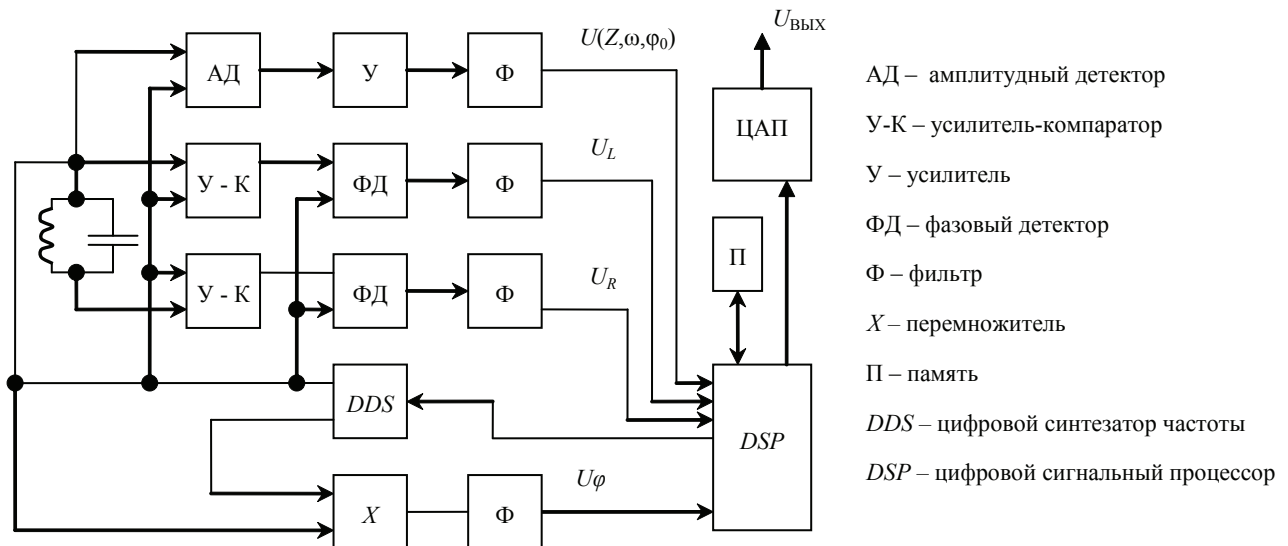 U_ВЫХ
U(Z,ω,φ₀)
АД
У
Ф
ЦАП
U_L
У - К
ФД
Ф
П
U_R
У - К
ФД
Ф
DDS
DSP
Uφ
X
Ф
АД – амплитудный детектор
У-К – усилитель-компаратор
У – усилитель
ФД – фазовый детектор
Ф – фильтр
X – перемножитель
П – память
DDS – цифровой синтезатор частоты
DSP – цифровой сигнальный процессор